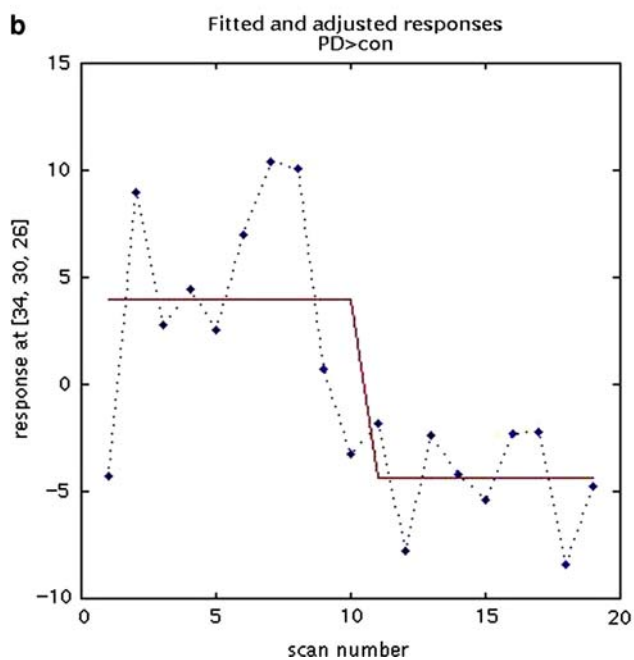 b
Fitted and adjusted responses
PD>con
15
10
5
0
−5
−10
response at [34, 30, 26]
0 5 10 15 20
scan number